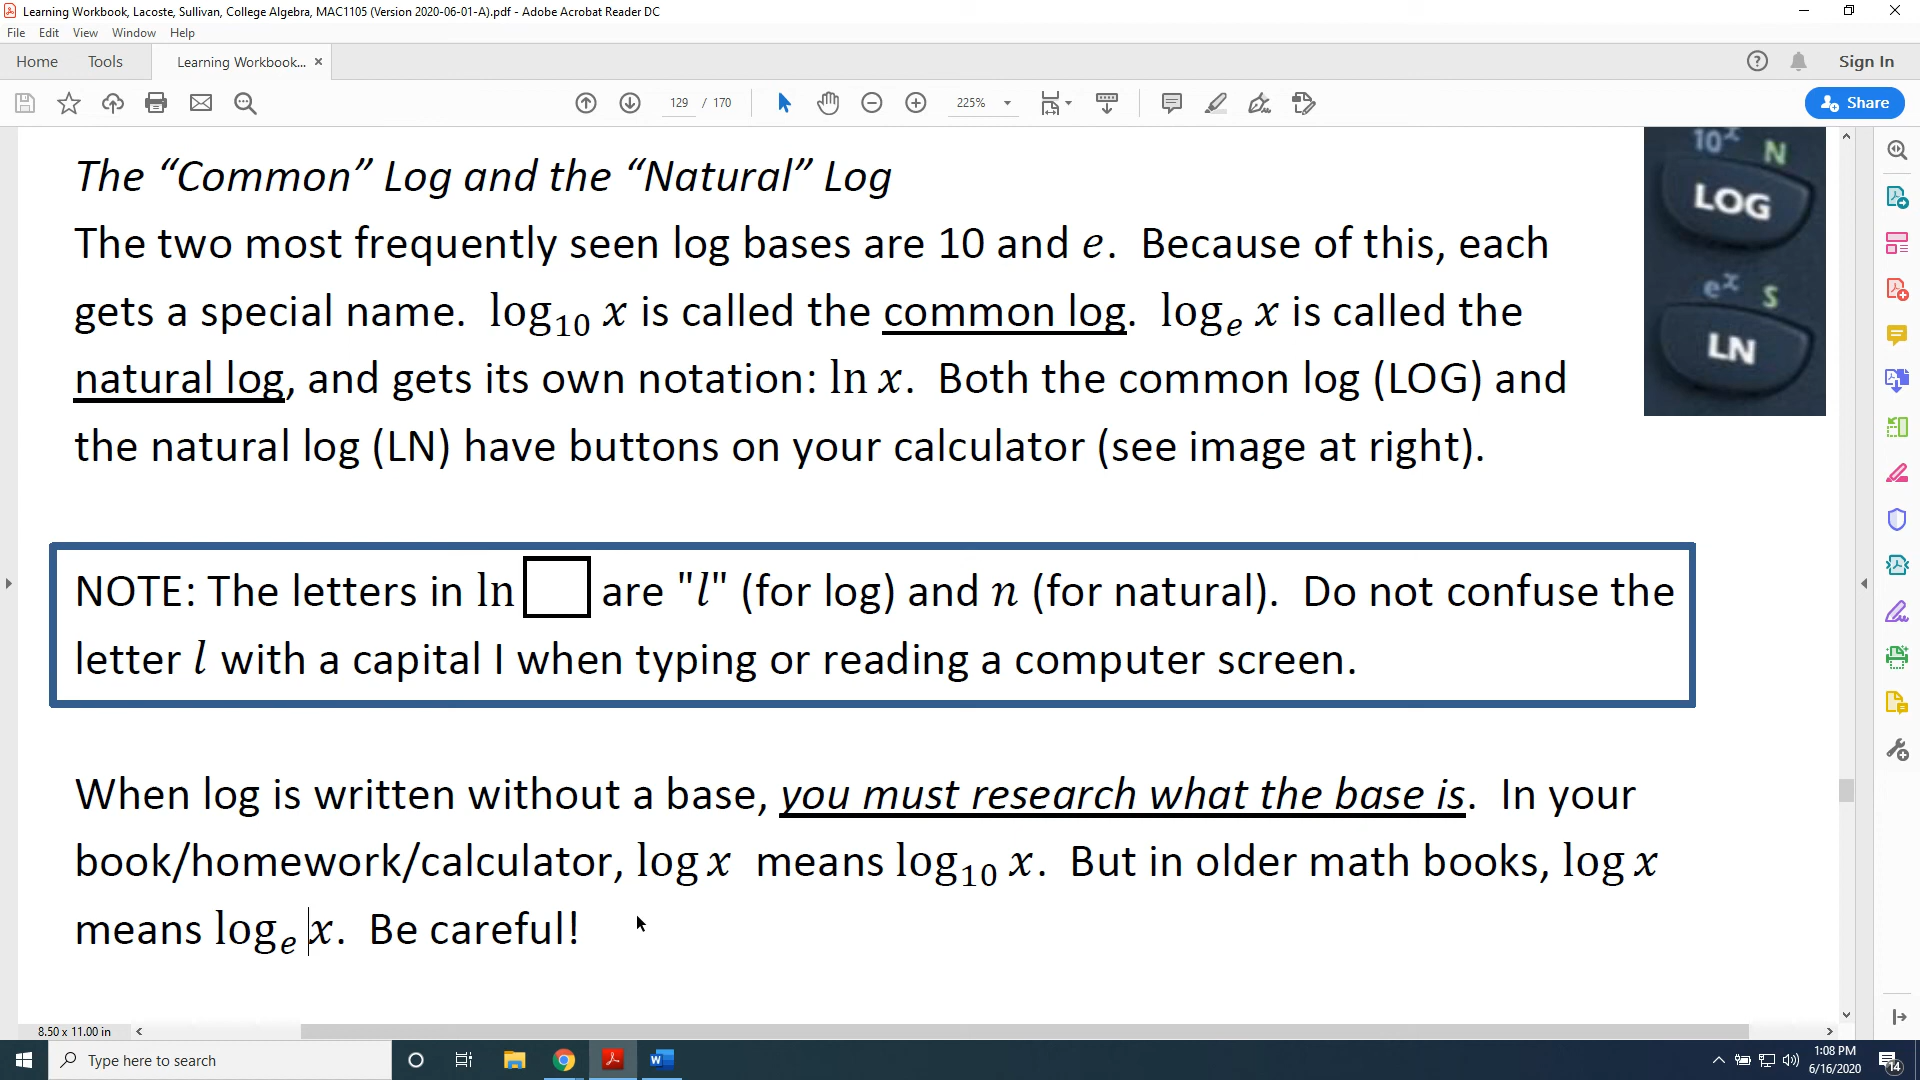 Learning Workbook, Lacoste, Sullivan, College Algebra, MAC1105 (Version 2020-06-01-A).pdf - Adobe Acrobat Reader DC
File Edit View Window Help
Home Tools Learning Workbook... × Sign In
129 / 170 225% Share
The “Common” Log and the “Natural” Log
The two most frequently seen log bases are 10 and e. Because of this, each
gets a special name. log₁₀ x is called the common log. logₑ x is called the
natural log, and gets its own notation: ln x. Both the common log (LOG) and
the natural log (LN) have buttons on your calculator (see image at right).
10ˣ N
LOG
eˣ S
LN
NOTE: The letters in ln □ are "l" (for log) and n (for natural). Do not confuse the
letter l with a capital I when typing or reading a computer screen.
When log is written without a base, you must research what the base is. In your
book/homework/calculator, log x means log₁₀ x. But in older math books, log x
means logₑ x. Be careful!
8.50 x 11.00 in
Type here to search
1:08 PM
6/16/2020
14